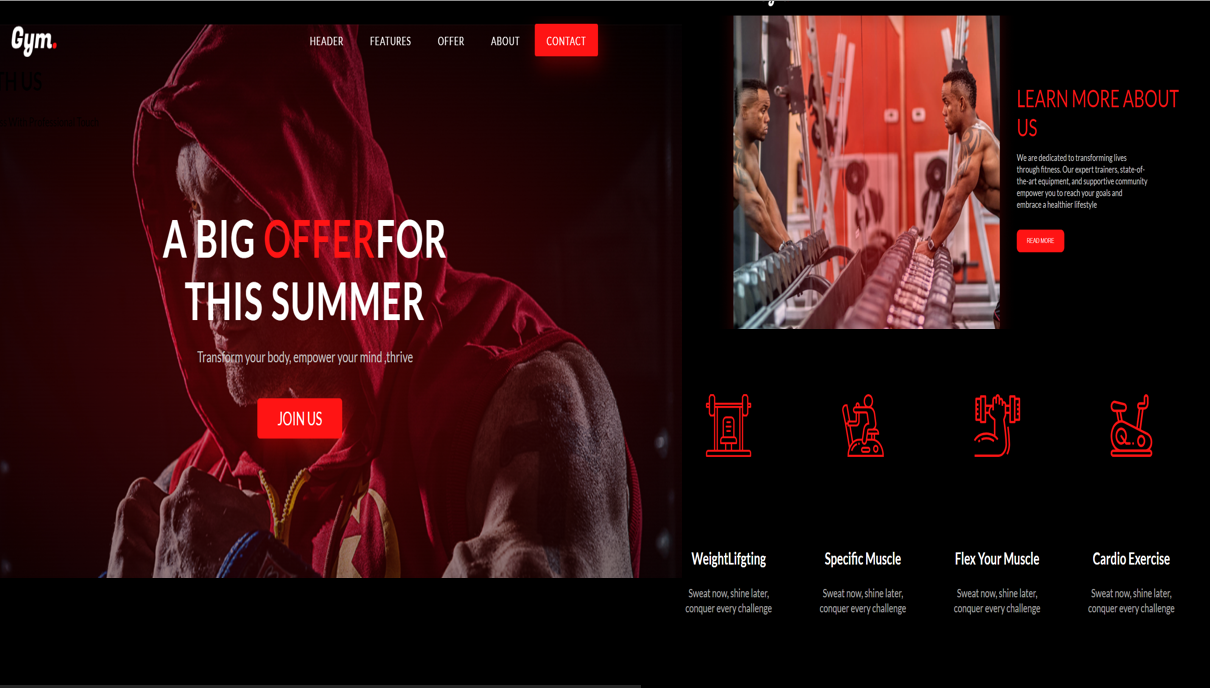 Gym.
HEADER FEATURES OFFER ABOUT CONTACT
TH US
A BIG OFFERFOR
THIS SUMMER
Transform your body, empower your mind ,thrive
JOIN US
LEARN MORE ABOUT
US
We are dedicated to transforming lives
through fitness. Our expert trainers, state-of-
the-art equipment, and supportive community
empower you to reach your goals and
embrace a healthier lifestyle
READ MORE
WeightLifgting
Sweat now, shine later,
conquer every challenge
Specific Muscle
Sweat now, shine later,
conquer every challenge
Flex Your Muscle
Sweat now, shine later,
conquer every challenge
Cardio Exercise
Sweat now, shine later,
conquer every challenge